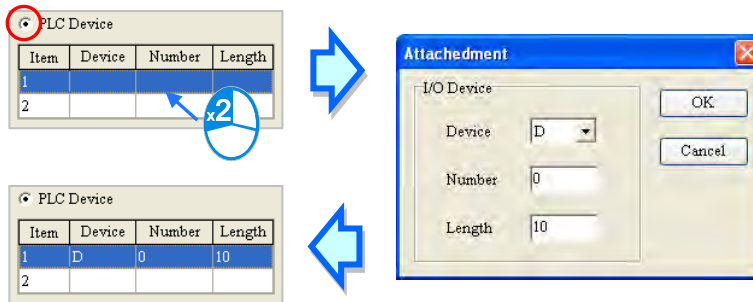 PLC Device
Item Device Number Length
1
2
x2
Attachedment
I/O Device
Device D
Number 0
Length 10
OK
Cancel
PLC Device
Item Device Number Length
1 D 0 10
2